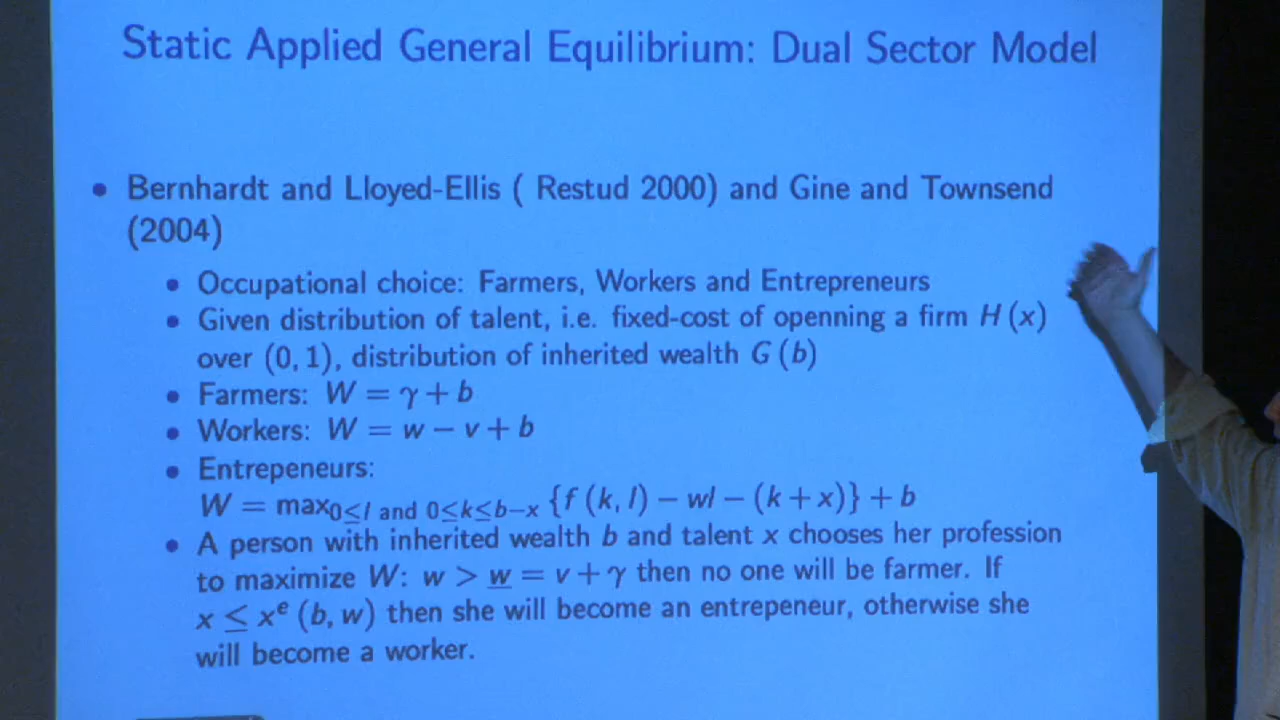 Static Applied General Equilibrium: Dual Sector Model
• Bernhardt and Lloyed-Ellis ( Restud 2000) and Gine and Townsend
(2004)
• Occupational choice: Farmers, Workers and Entrepreneurs
• Given distribution of talent, i.e. fixed-cost of openning a firm H (x)
over (0, 1), distribution of inherited wealth G (b)
• Farmers: W = γ + b
• Workers: W = w − v + b
• Entrepeneurs:
W = max₀≤l and 0≤k≤b−x {f (k, l) − wl − (k + x)} + b
• A person with inherited wealth b and talent x chooses her profession
to maximize W: w > w̲ = v + γ then no one will be farmer. If
x ≤ xᵉ (b, w) then she will become an entrepeneur, otherwise she
will become a worker.